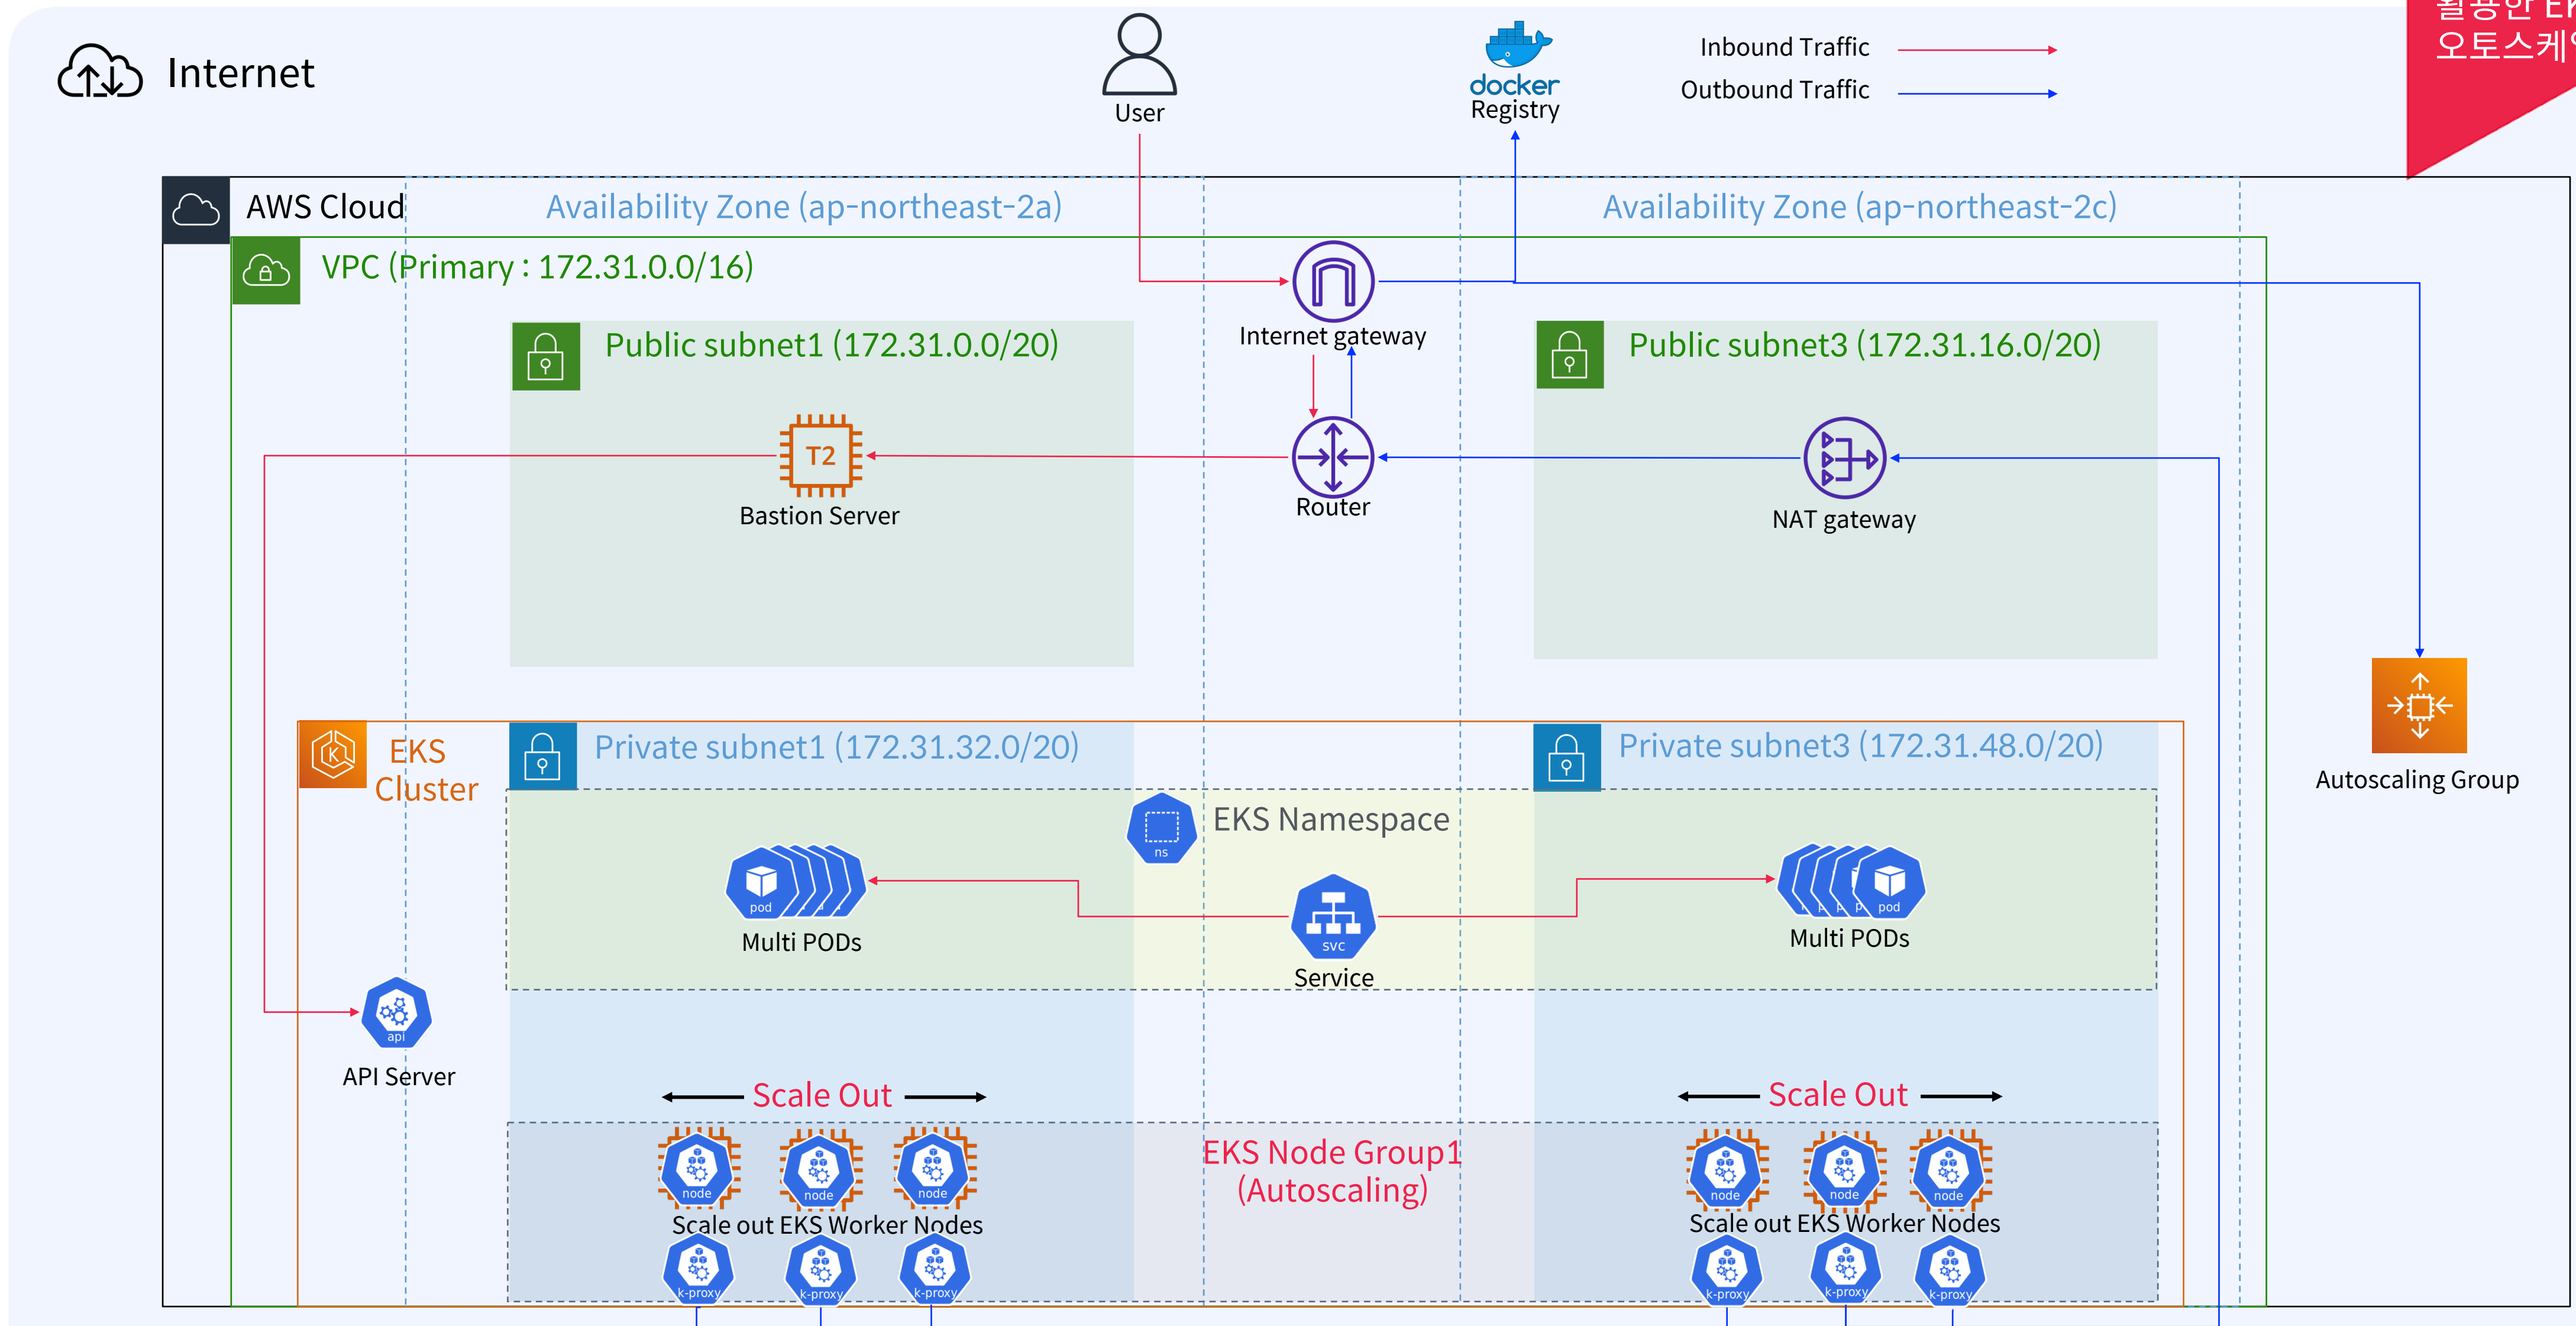 Internet
User
docker
Registry
Inbound Traffic
Outbound Traffic
활용한
오토스케
AWS Cloud
Availability Zone (ap-northeast-2a)
Availability Zone (ap-northeast-2c)
VPC (Primary : 172.31.0.0/16)
Internet gateway
Public subnet1 (172.31.0.0/20)
Public subnet3 (172.31.16.0/20)
T2
Bastion Server
Router
NAT gateway
EKS
Cluster
Private subnet1 (172.31.32.0/20)
Private subnet3 (172.31.48.0/20)
Autoscaling Group
ns
EKS Namespace
pod
Multi PODs
svc
Service
pod
Multi PODs
api
API Server
Scale Out
Scale Out
EKS Node Group1
(Autoscaling)
node
node
node
Scale out EKS Worker Nodes
k-proxy
k-proxy
k-proxy
node
node
node
Scale out EKS Worker Nodes
k-proxy
k-proxy
k-proxy